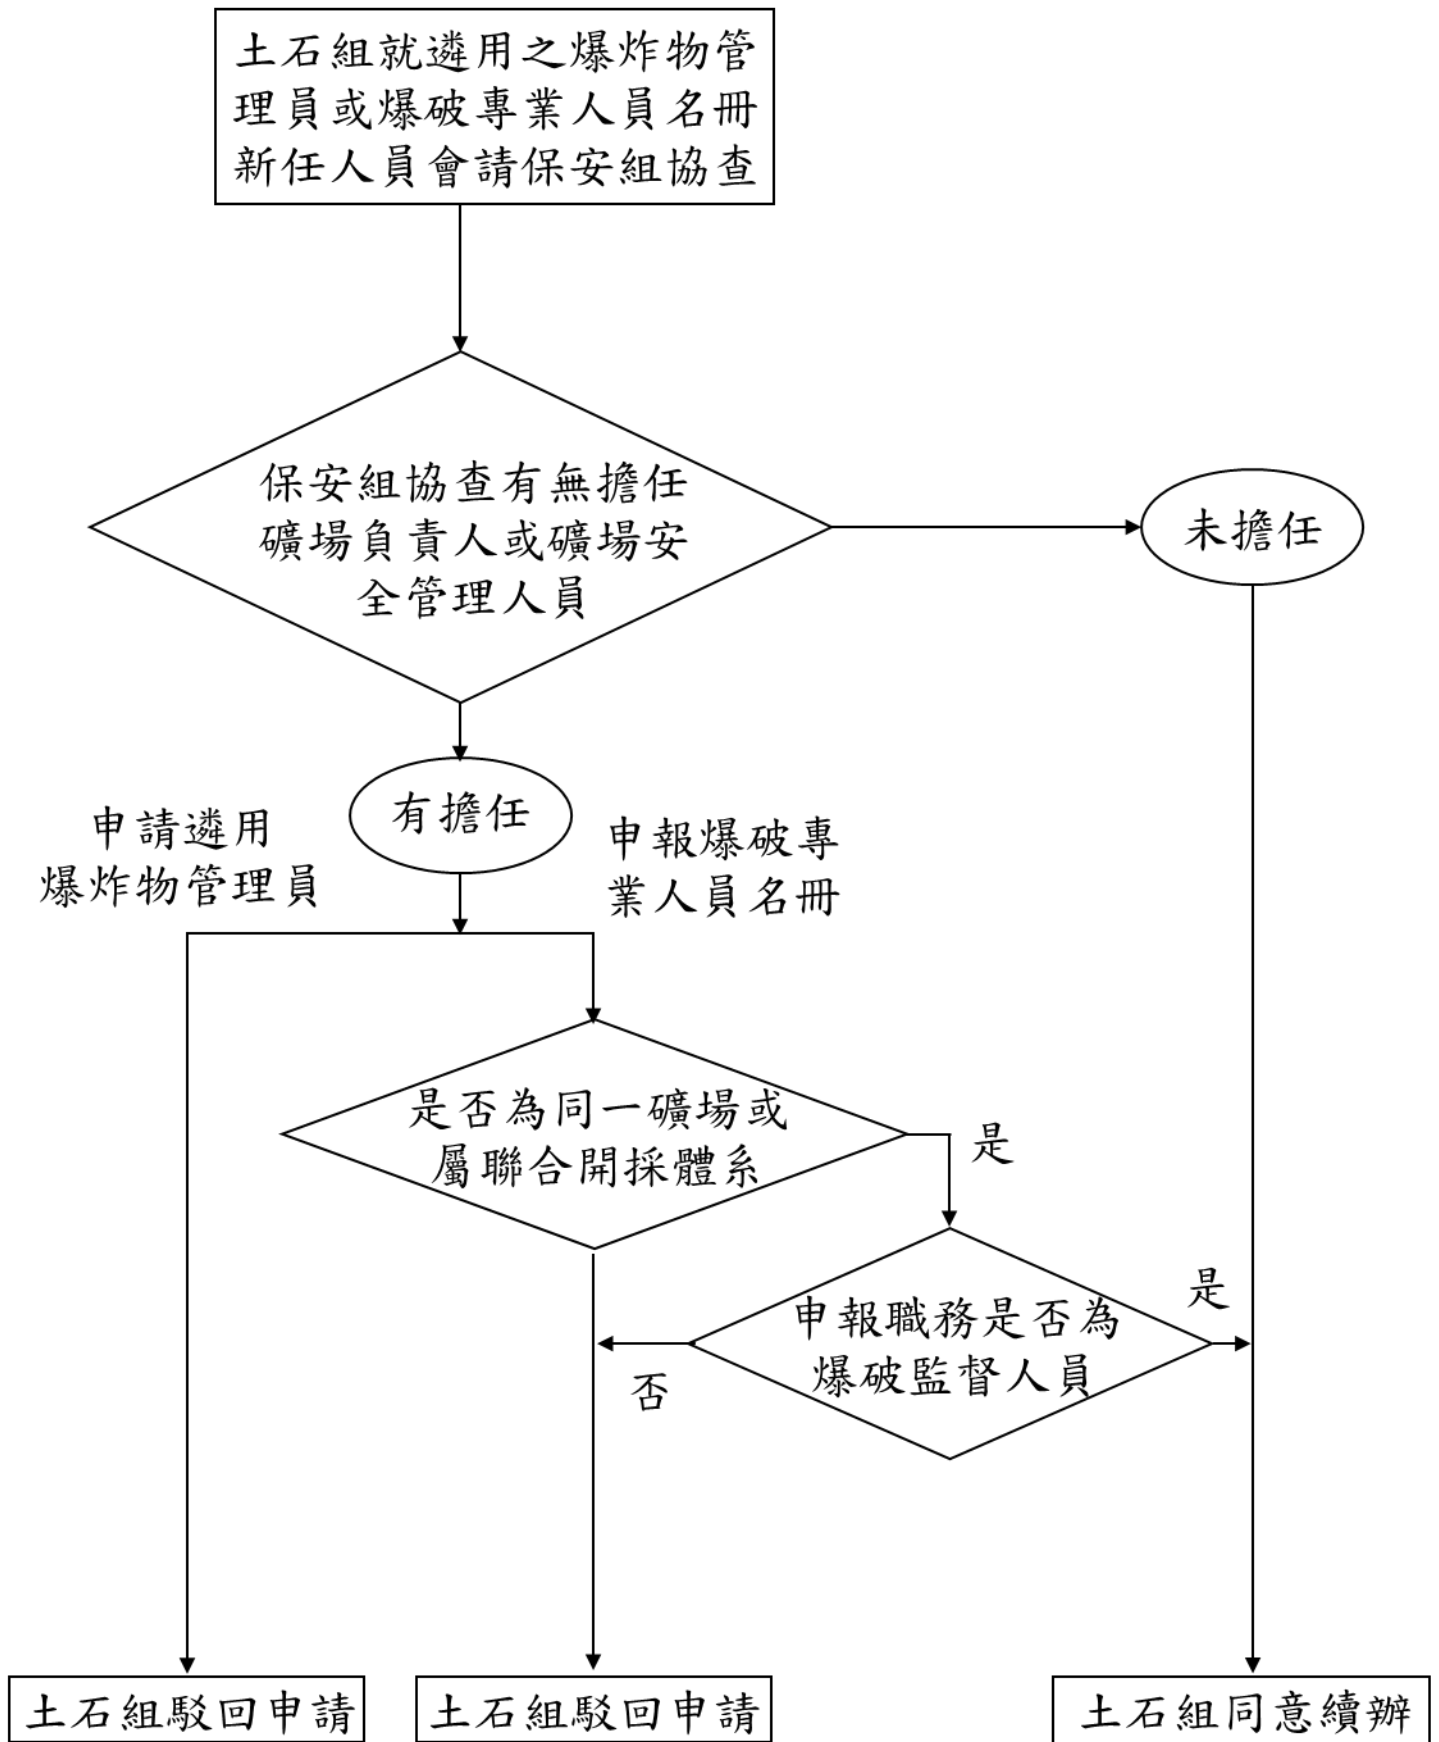 土石組就遴用之爆炸物管
理員或爆破專業人員名冊
新任人員會請保安組協查
保安組協查有無擔任
礦場負責人或礦場安
全管理人員
未擔任
有擔任
申請遴用
爆炸物管理員
申報爆破專
業人員名冊
是否為同一礦場或
屬聯合開採體系
是
申報職務是否為
爆破監督人員
是
否
土石組駁回申請
土石組駁回申請
土石組同意續辦